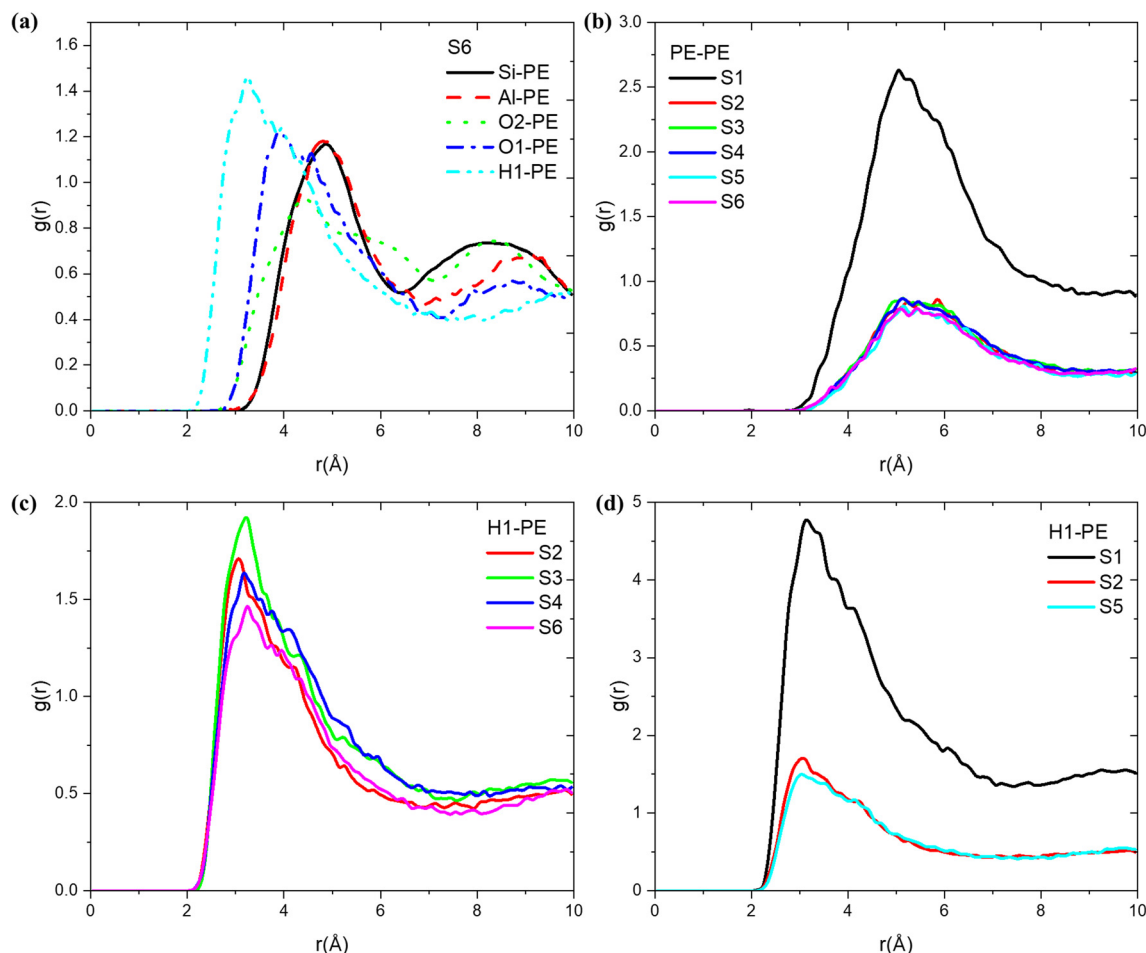 (a)
S6
Si-PE
Al-PE
O2-PE
O1-PE
H1-PE
g(r)
1.6
1.4
1.2
1.0
0.8
0.6
0.4
0.2
0.0
0 2 4 6 8 10
r(Å)
(b)
PE-PE
S1
S2
S3
S4
S5
S6
g(r)
3.0
2.5
2.0
1.5
1.0
0.5
0.0
0 2 4 6 8 10
r(Å)
(c)
H1-PE
S2
S3
S4
S6
g(r)
2.0
1.5
1.0
0.5
0.0
0 2 4 6 8 10
r(Å)
(d)
H1-PE
S1
S2
S5
g(r)
5
4
3
2
1
0
0 2 4 6 8 10
r(Å)